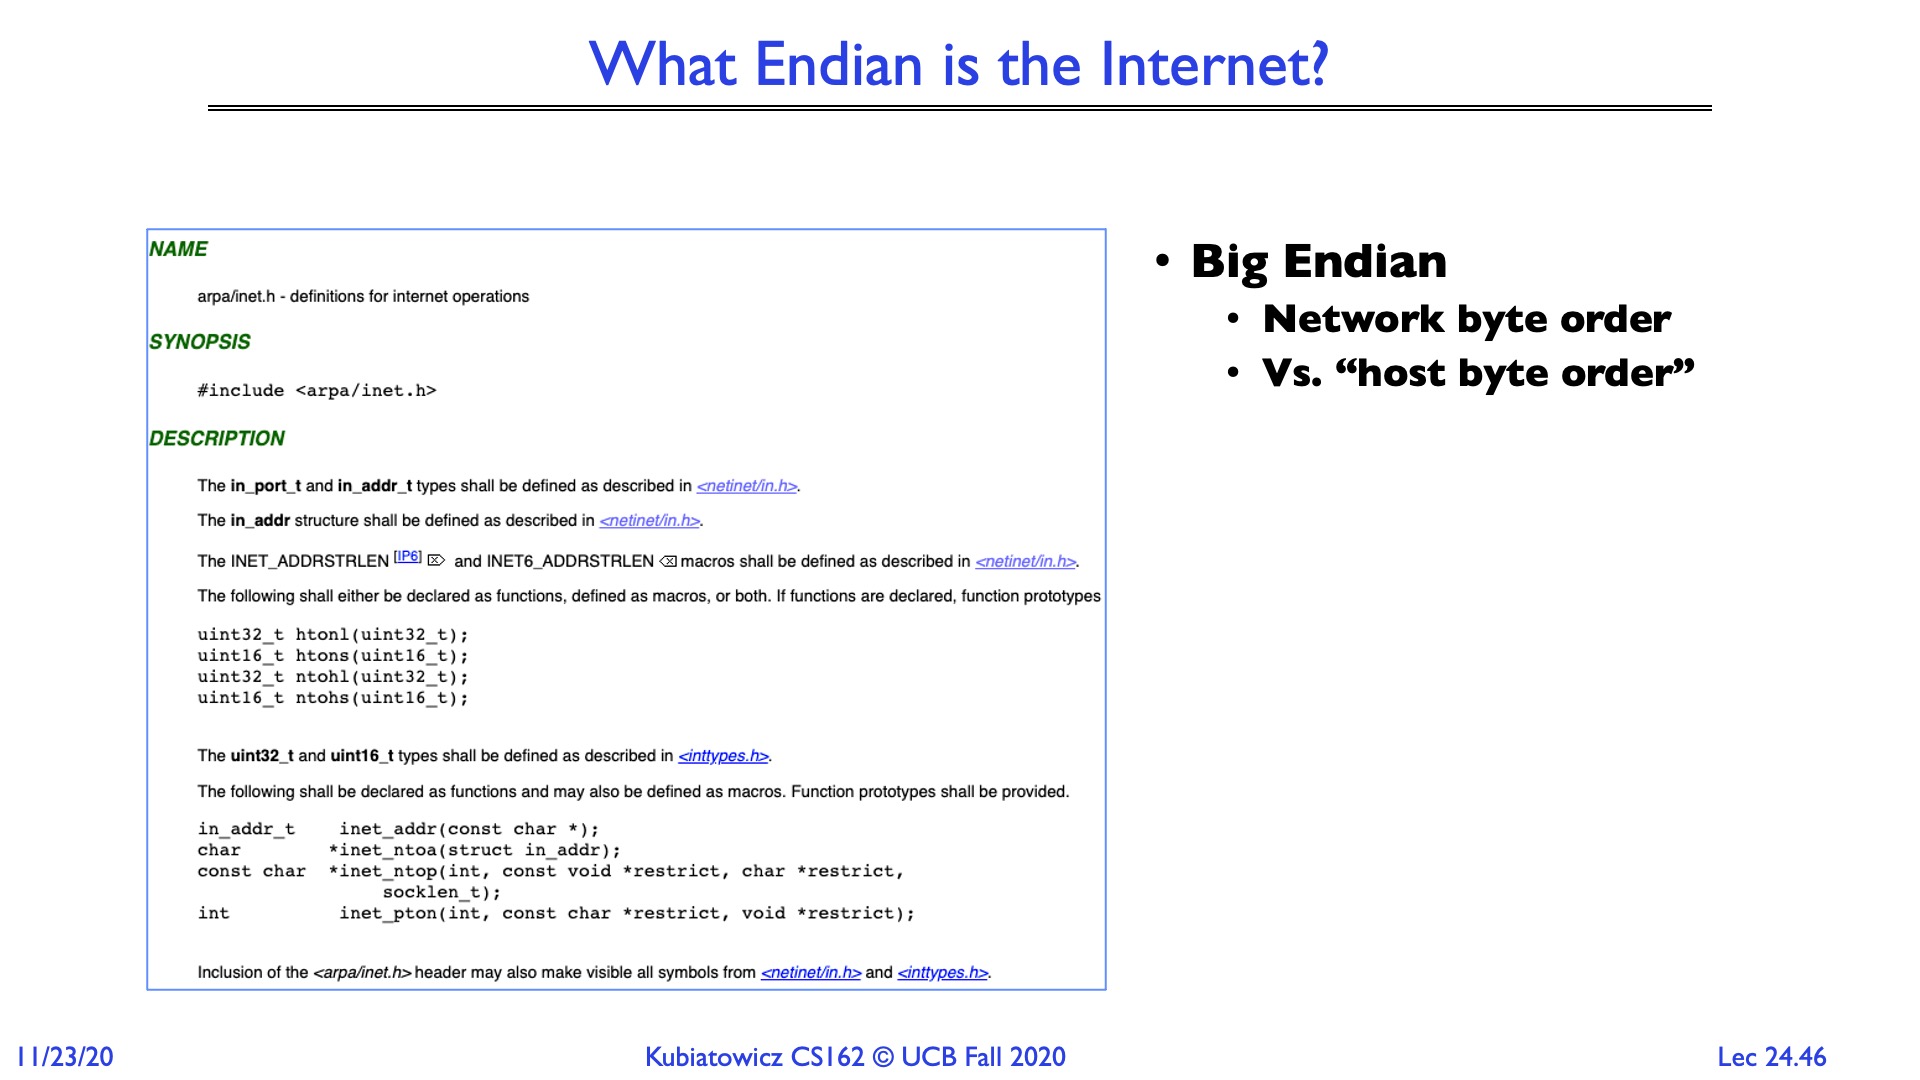 What Endian is the Internet?
NAME
arpa/inet.h - definitions for internet operations
SYNOPSIS
#include <arpa/inet.h>
DESCRIPTION
The in_port_t and in_addr_t types shall be defined as described in <netinet/in.h>.
The in_addr structure shall be defined as described in <netinet/in.h>.
The INET_ADDRSTRLEN [IP6] ⌦ and INET6_ADDRSTRLEN ⌫ macros shall be defined as described in <netinet/in.h>.
The following shall either be declared as functions, defined as macros, or both. If functions are declared, function prototypes
uint32_t htonl(uint32_t);
uint16_t htons(uint16_t);
uint32_t ntohl(uint32_t);
uint16_t ntohs(uint16_t);
The uint32_t and uint16_t types shall be defined as described in <inttypes.h>.
The following shall be declared as functions and may also be defined as macros. Function prototypes shall be provided.
in_addr_t    inet_addr(const char *);
char        *inet_ntoa(struct in_addr);
const char  *inet_ntop(int, const void *restrict, char *restrict,
                 socklen_t);
int          inet_pton(int, const char *restrict, void *restrict);
Inclusion of the <arpa/inet.h> header may also make visible all symbols from <netinet/in.h> and <inttypes.h>.
• Big Endian
• Network byte order
• Vs. “host byte order”
11/23/20
Kubiatowicz CS162 © UCB Fall 2020
Lec 24.46